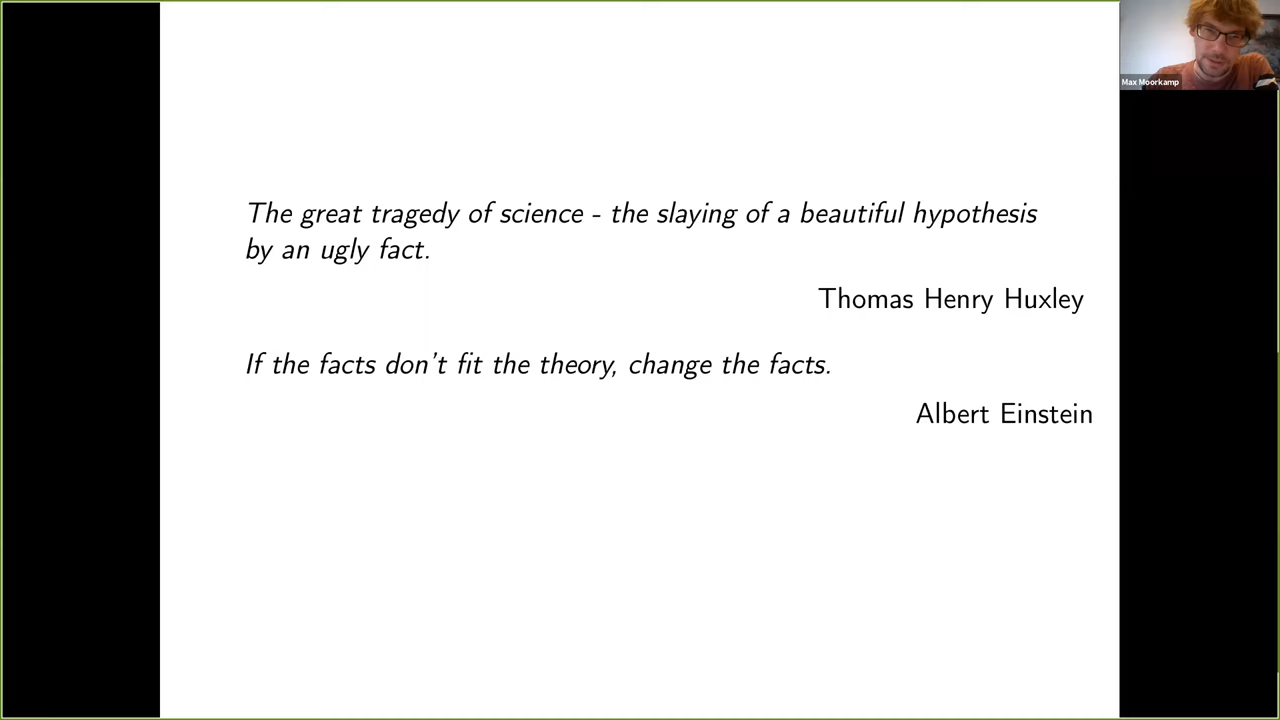 Max Moorkamp
The great tragedy of science - the slaying of a beautiful hypothesis
by an ugly fact.
Thomas Henry Huxley
If the facts don't fit the theory, change the facts.
Albert Einstein